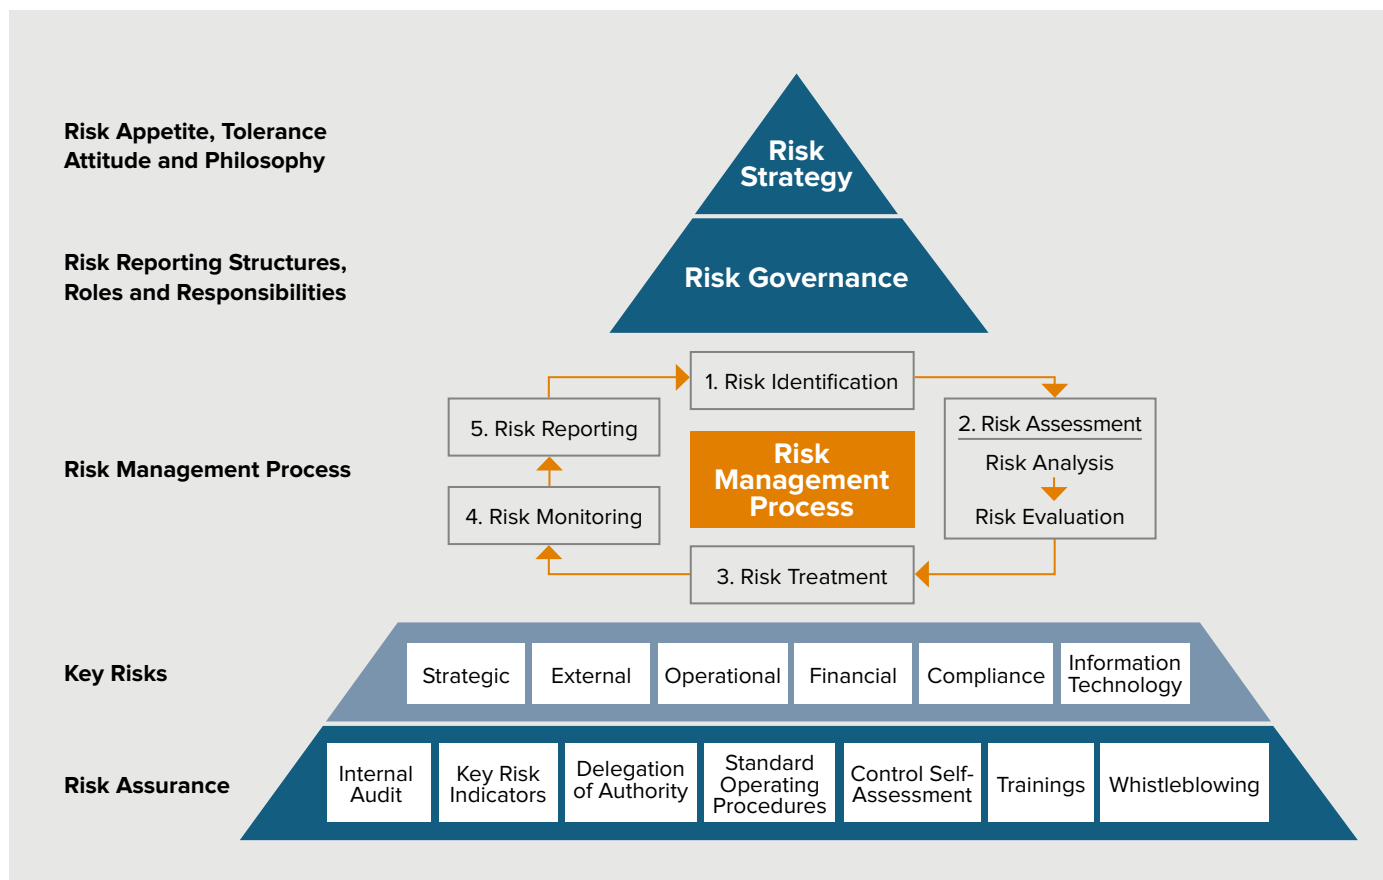 Risk Appetite, Tolerance
Attitude and Philosophy
Risk
Strategy
Risk Reporting Structures,
Roles and Responsibilities
Risk Governance
Risk Management Process
1. Risk Identification
2. Risk Assessment
Risk Analysis
Risk Evaluation
3. Risk Treatment
4. Risk Monitoring
5. Risk Reporting
Risk
Management
Process
Key Risks
Strategic
External
Operational
Financial
Compliance
Information
Technology
Risk Assurance
Internal
Audit
Key Risk
Indicators
Delegation
of Authority
Standard
Operating
Procedures
Control Self-
Assessment
Trainings
Whistleblowing